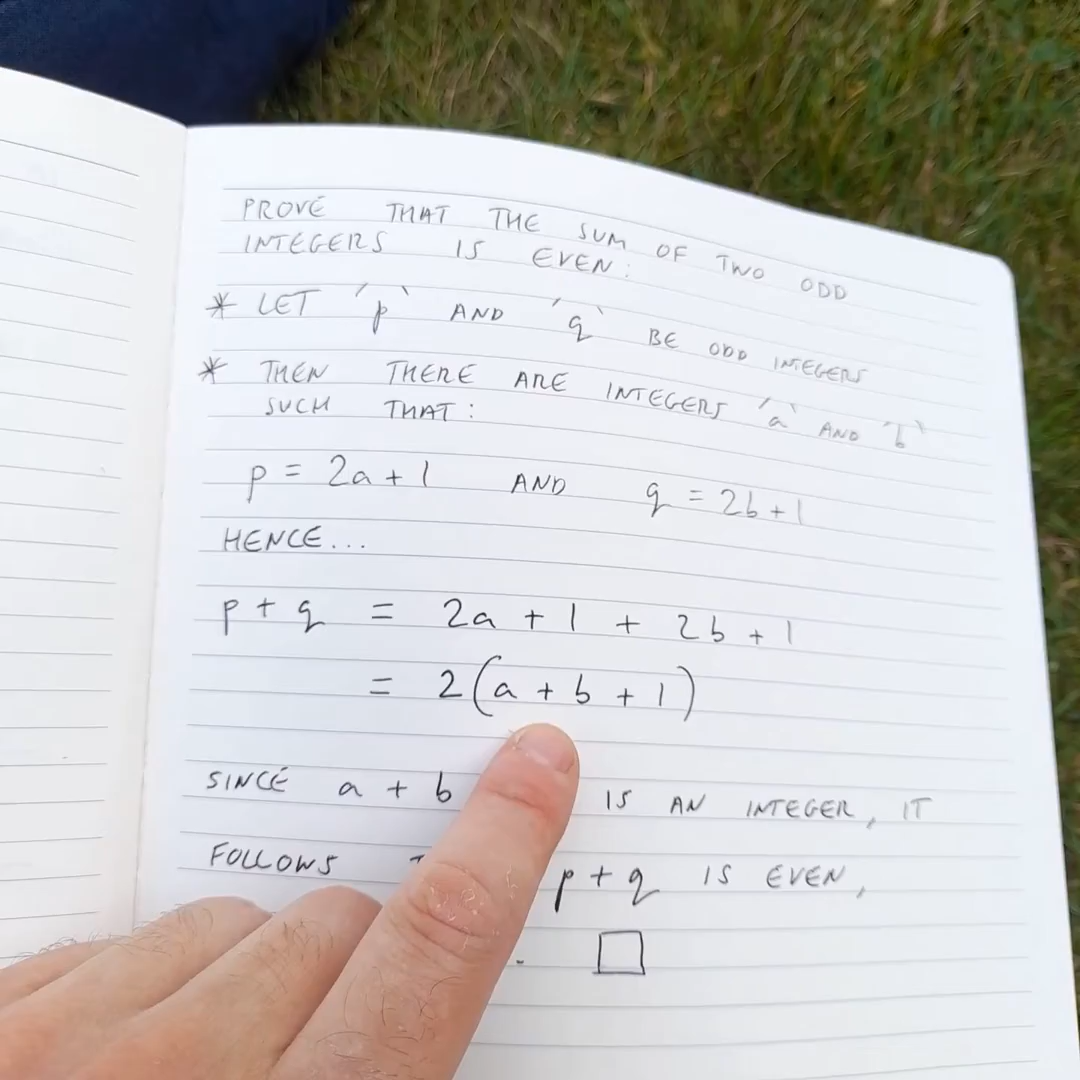 PROVE THAT THE SUM OF TWO ODD
INTEGERS IS EVEN:
* LET 'p' AND 'q' BE ODD INTEGERS
* THEN THERE ARE INTEGERS 'a' AND 'b'
SUCH THAT:
p = 2a + 1 AND q = 2b + 1
HENCE...
p + q = 2a + 1 + 2b + 1
= 2(a + b + 1)
SINCE a + b IS AN INTEGER, IT
FOLLOWS p + q IS EVEN,
. □